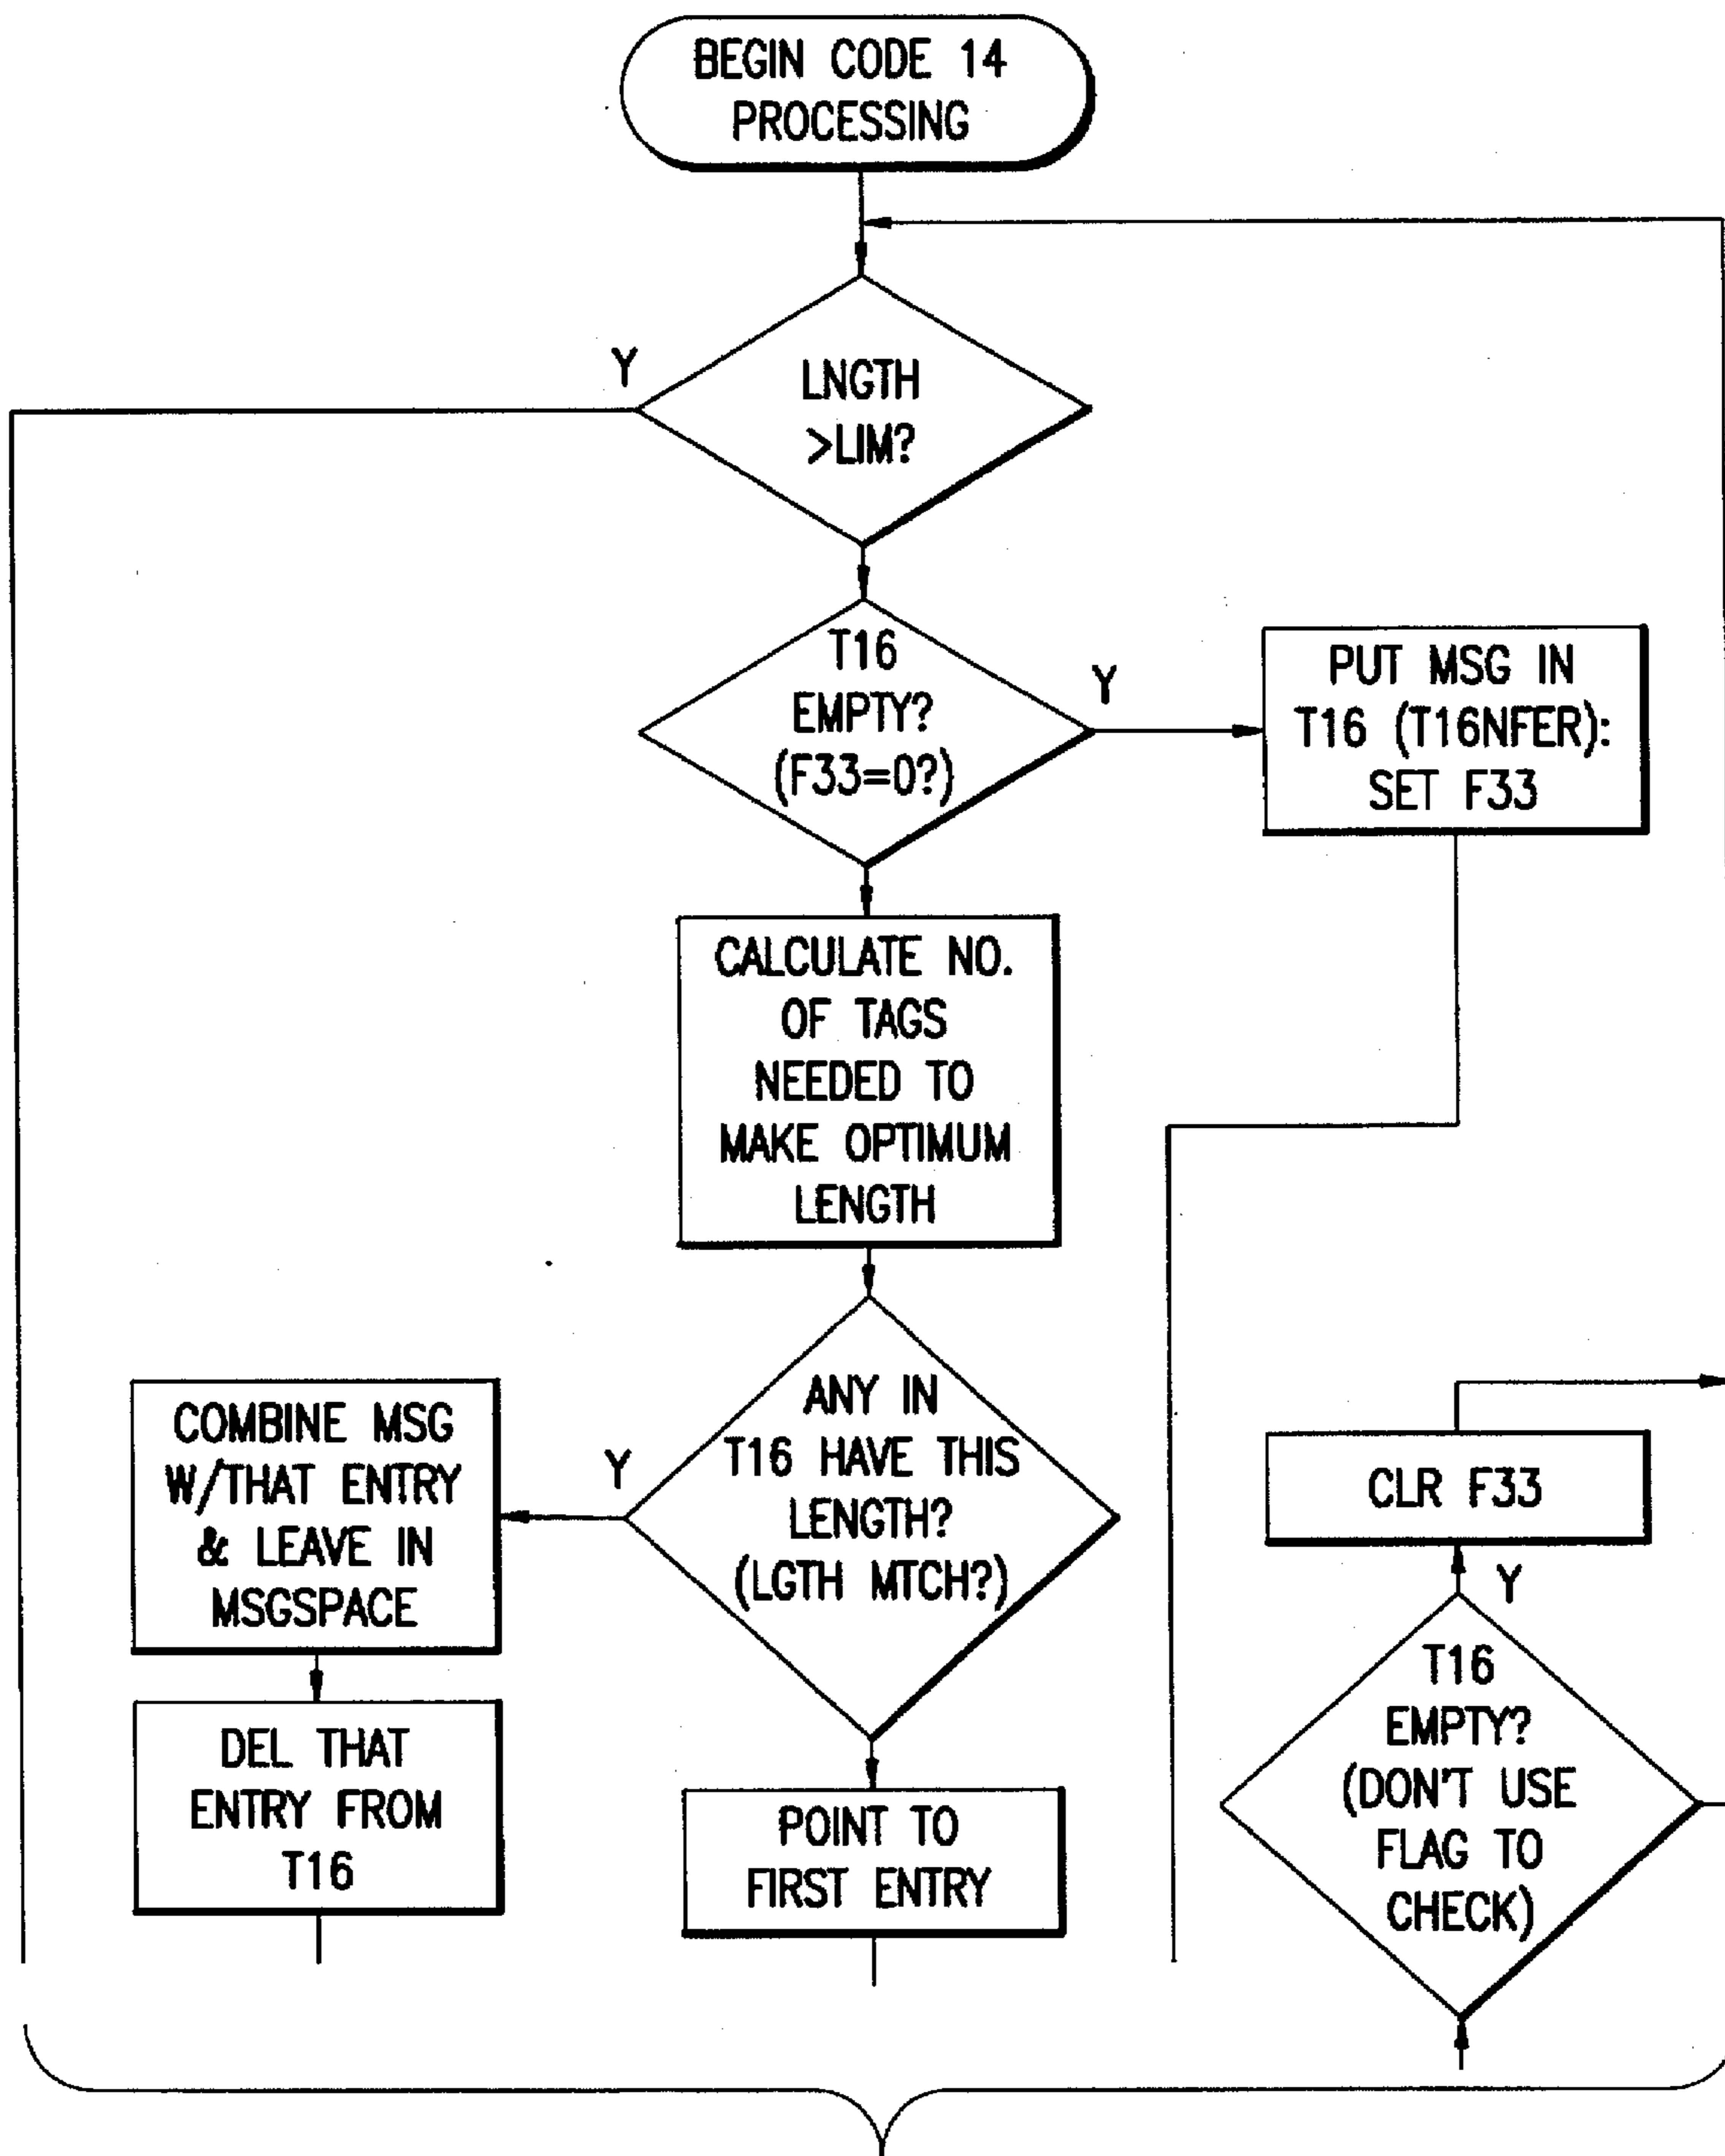 BEGIN CODE 14
PROCESSING
Y
LNGTH
>LIM?
T16
EMPTY?
(F33=0?)
Y
PUT MSG IN
T16 (T16NFER):
SET F33
CALCULATE NO.
OF TAGS
NEEDED TO
MAKE OPTIMUM
LENGTH
ANY IN
T16 HAVE THIS
LENGTH?
(LGTH MTCH?)
Y
COMBINE MSG
W/THAT ENTRY
& LEAVE IN
MSGSPACE
DEL THAT
ENTRY FROM
T16
POINT TO
FIRST ENTRY
CLR F33
Y
T16
EMPTY?
(DON'T USE
FLAG TO
CHECK)